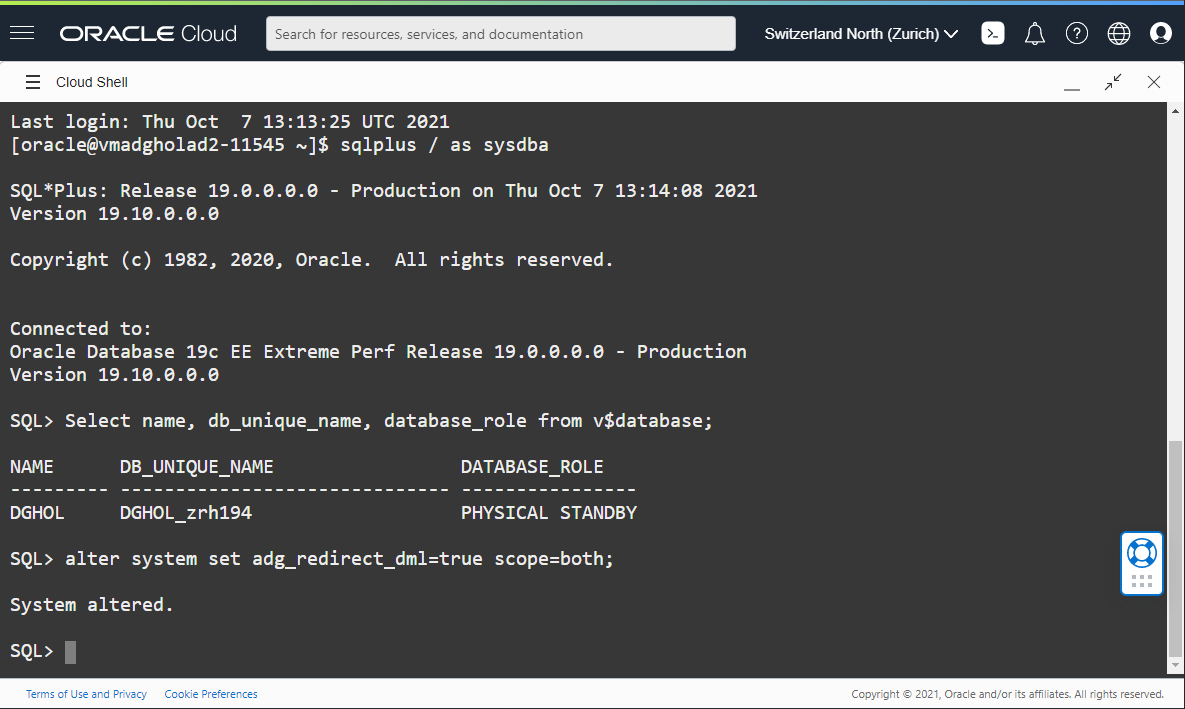 ORACLE Cloud
Search for resources, services, and documentation
Switzerland North (Zurich)
Cloud Shell
Last login: Thu Oct  7 13:13:25 UTC 2021
[oracle@vmadgholad2-11545 ~]$ sqlplus / as sysdba
SQL*Plus: Release 19.0.0.0.0 - Production on Thu Oct 7 13:14:08 2021
Version 19.10.0.0.0
Copyright (c) 1982, 2020, Oracle.  All rights reserved.
Connected to:
Oracle Database 19c EE Extreme Perf Release 19.0.0.0.0 - Production
Version 19.10.0.0.0
SQL> Select name, db_unique_name, database_role from v$database;
NAME      DB_UNIQUE_NAME                 DATABASE_ROLE
--------- ------------------------------ ----------------
DGHOL     DGHOL_zrh194                   PHYSICAL STANDBY
SQL> alter system set adg_redirect_dml=true scope=both;
System altered.
SQL>
Terms of Use and Privacy    Cookie Preferences    Copyright © 2021, Oracle and/or its affiliates. All rights reserved.